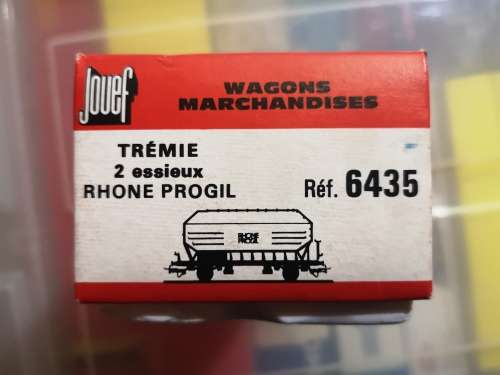 Jouef
WAGONS
MARCHANDISES
TRÉMIE
2 essieux
RHONE PROGIL
Réf. 6435
RHONE
PROGIL